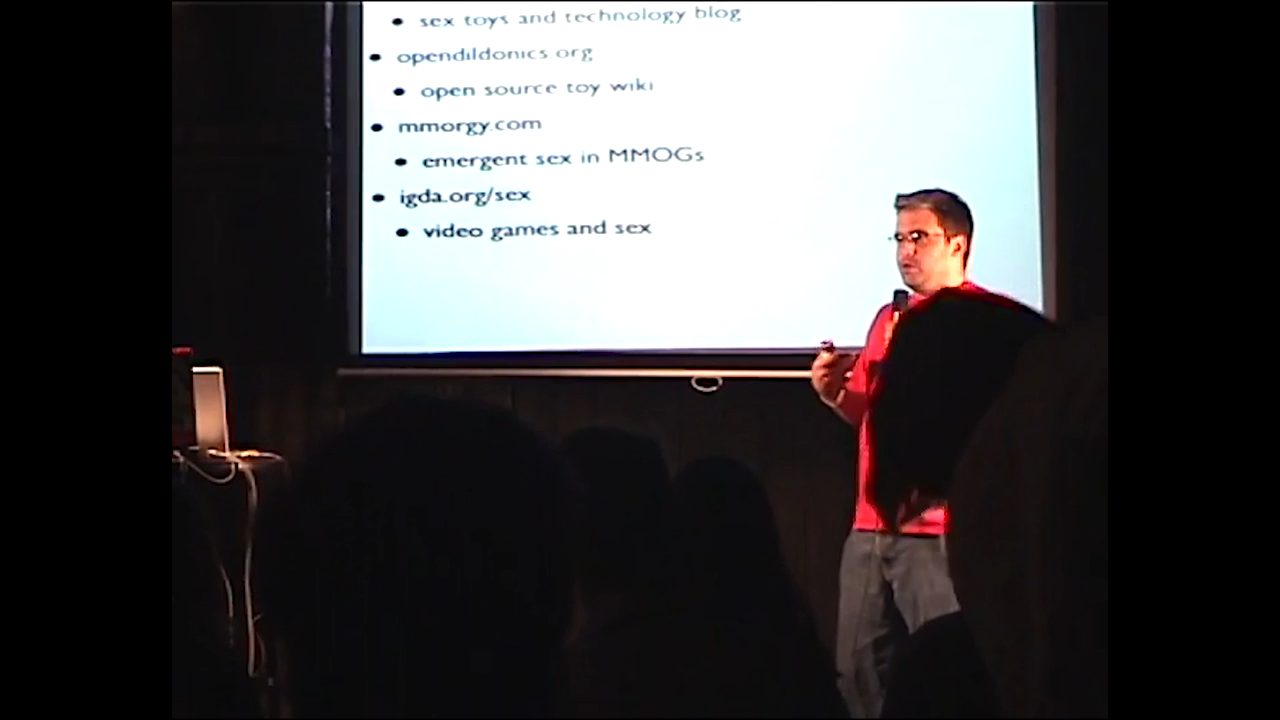 sex toys and technology blog
opendildonics org
open source toy wiki
mmorgy.com
emergent sex in MMOGs
igda.org/sex
video games and sex